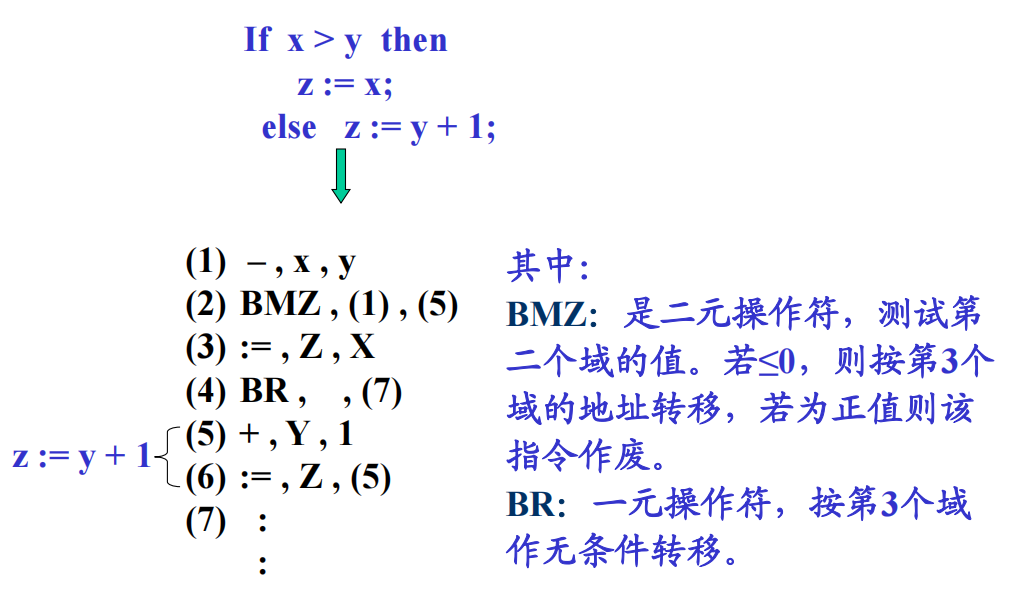 If x > y then
z := x;
else z := y + 1;
(1) – , x , y
(2) BMZ , (1) , (5)
(3) := , Z , X
(4) BR , , (7)
(5) + , Y , 1
(6) := , Z , (5)
(7) :
:
z := y + 1
其中：
BMZ: 是二元操作符，测试第
二个域的值。若≤0，则按第3个
域的地址转移，若为正值则该
指令作废。
BR: 一元操作符，按第3个域
作无条件转移。